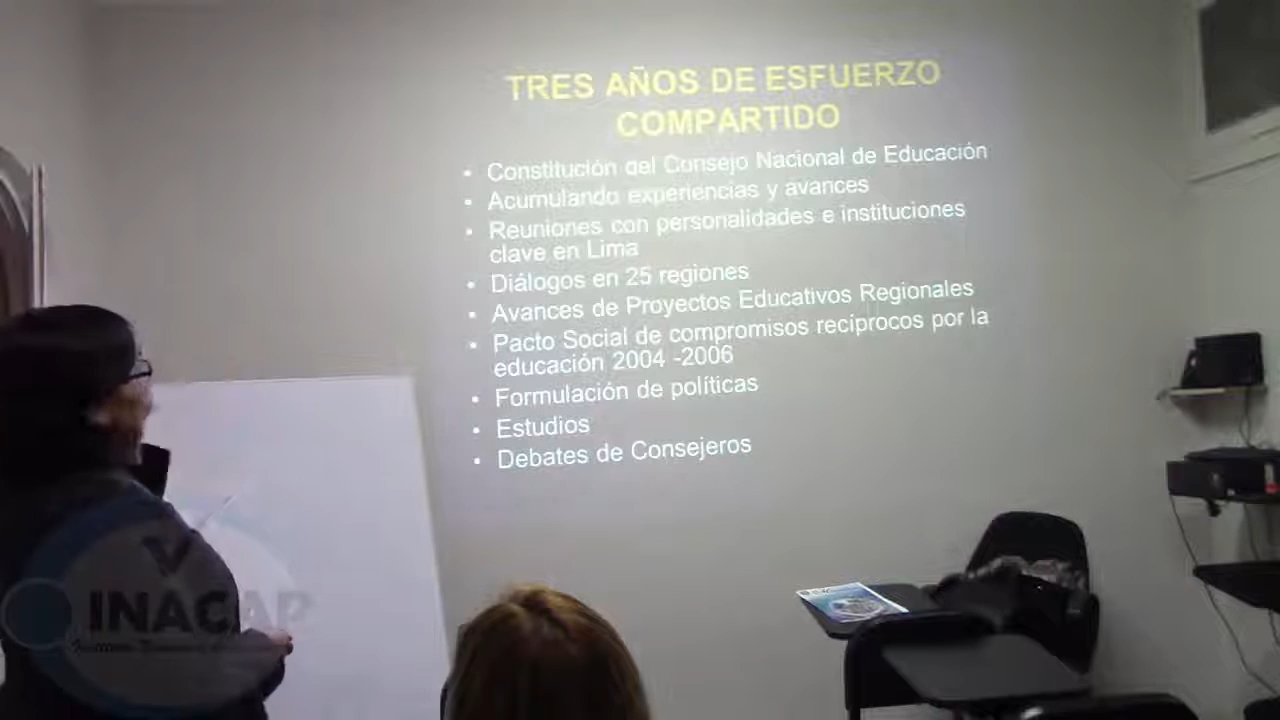 TRES AÑOS DE ESFUERZO
COMPARTIDO
• Constitución del Consejo Nacional de Educación
• Acumulando experiencias y avances
• Reuniones con personalidades e instituciones
clave en Lima
• Diálogos en 25 regiones
• Avances de Proyectos Educativos Regionales
• Pacto Social de compromisos reciprocos por la
educación 2004 -2006
• Formulación de políticas
• Estudios
• Debates de Consejeros
INACAP